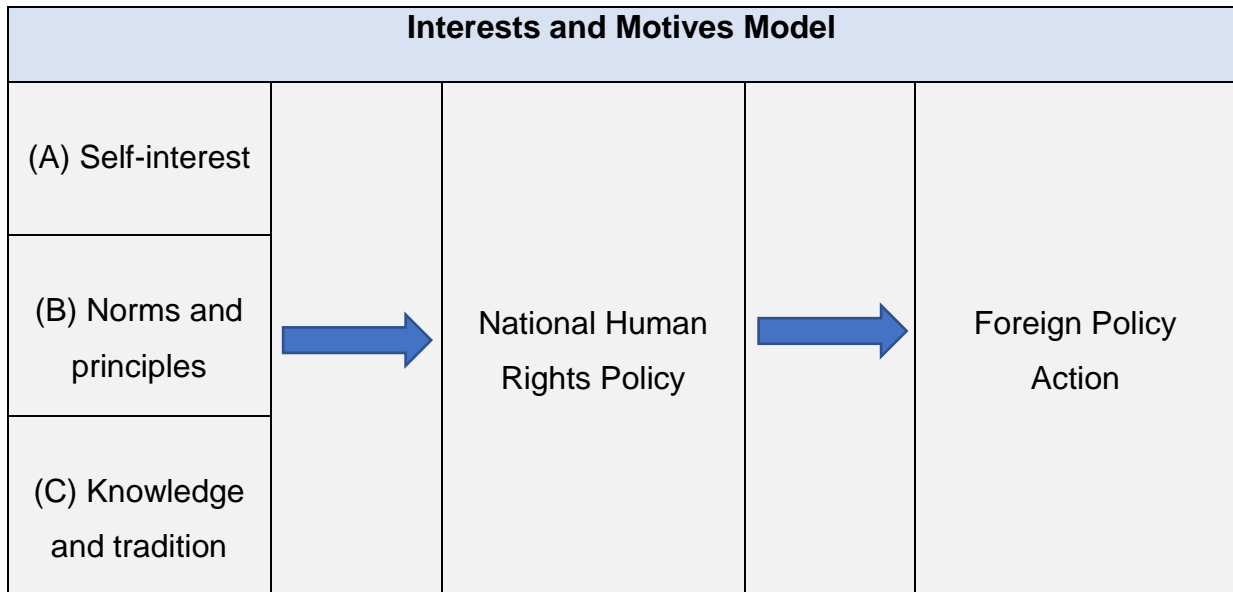 Interests and Motives Model
(A) Self-interest
(B) Norms and
principles
(C) Knowledge
and tradition
National Human
Rights Policy
Foreign Policy
Action